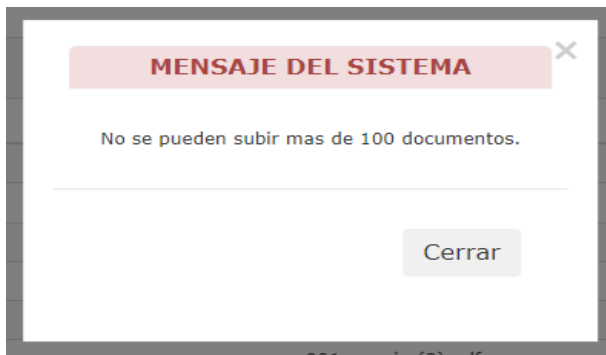 MENSAJE DEL SISTEMA
No se pueden subir mas de 100 documentos.
Cerrar